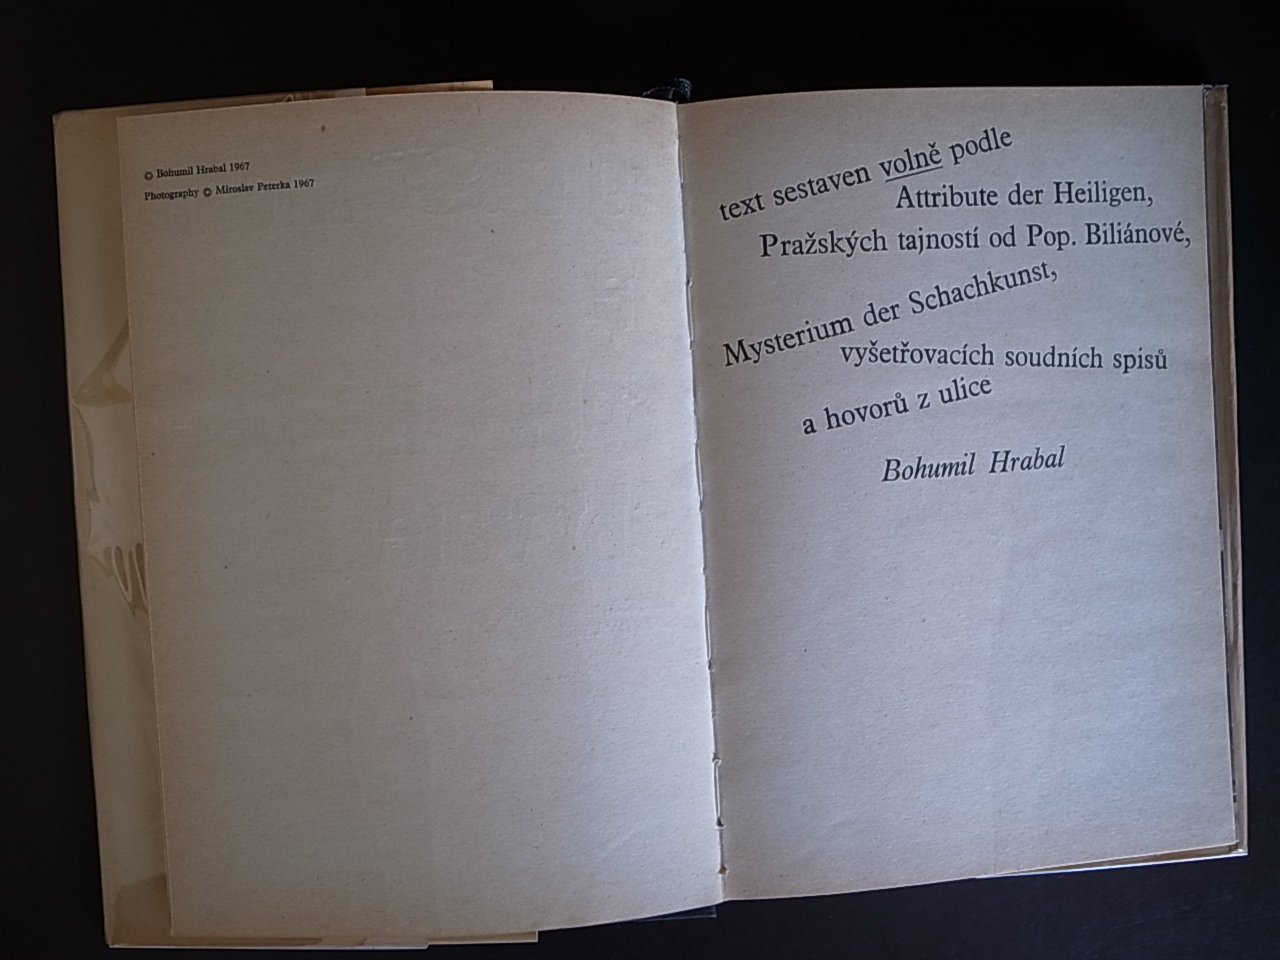 © Bohumil Hrabal 1967
Photography © Miroslav Peterka 1967
text sestaven volně podle
Attribute der Heiligen,
Pražských tajností od Pop. Biliánové,
Mysterium der Schachkunst,
vyšetřovacích soudních spisů
a hovorů z ulice
Bohumil Hrabal